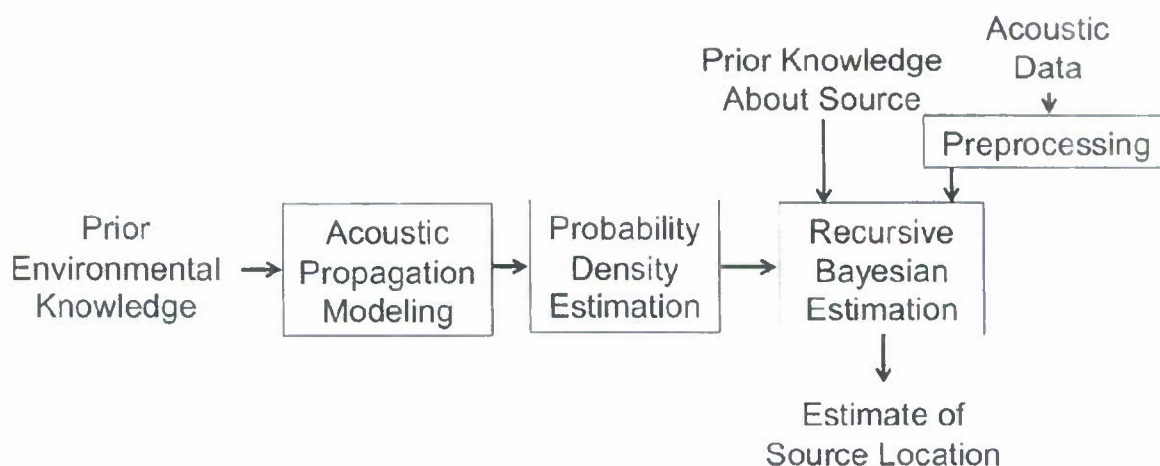 Acoustic
Data
Prior Knowledge
About Source
Preprocessing
Prior
Environmental
Knowledge
Acoustic
Propagation
Modeling
Probability
Density
Estimation
Recursive
Bayesian
Estimation
Estimate of
Source Location